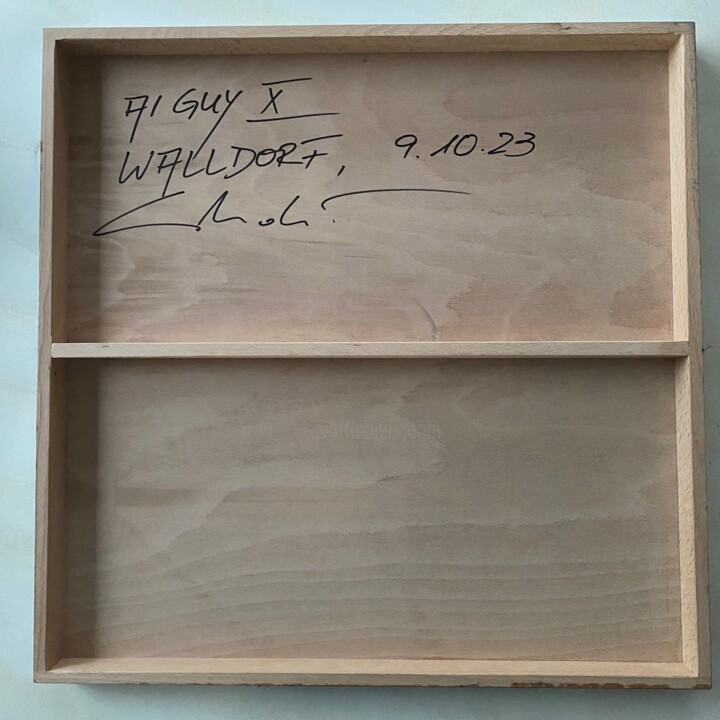 AI GUY X
WALLDORF, 9.10.23